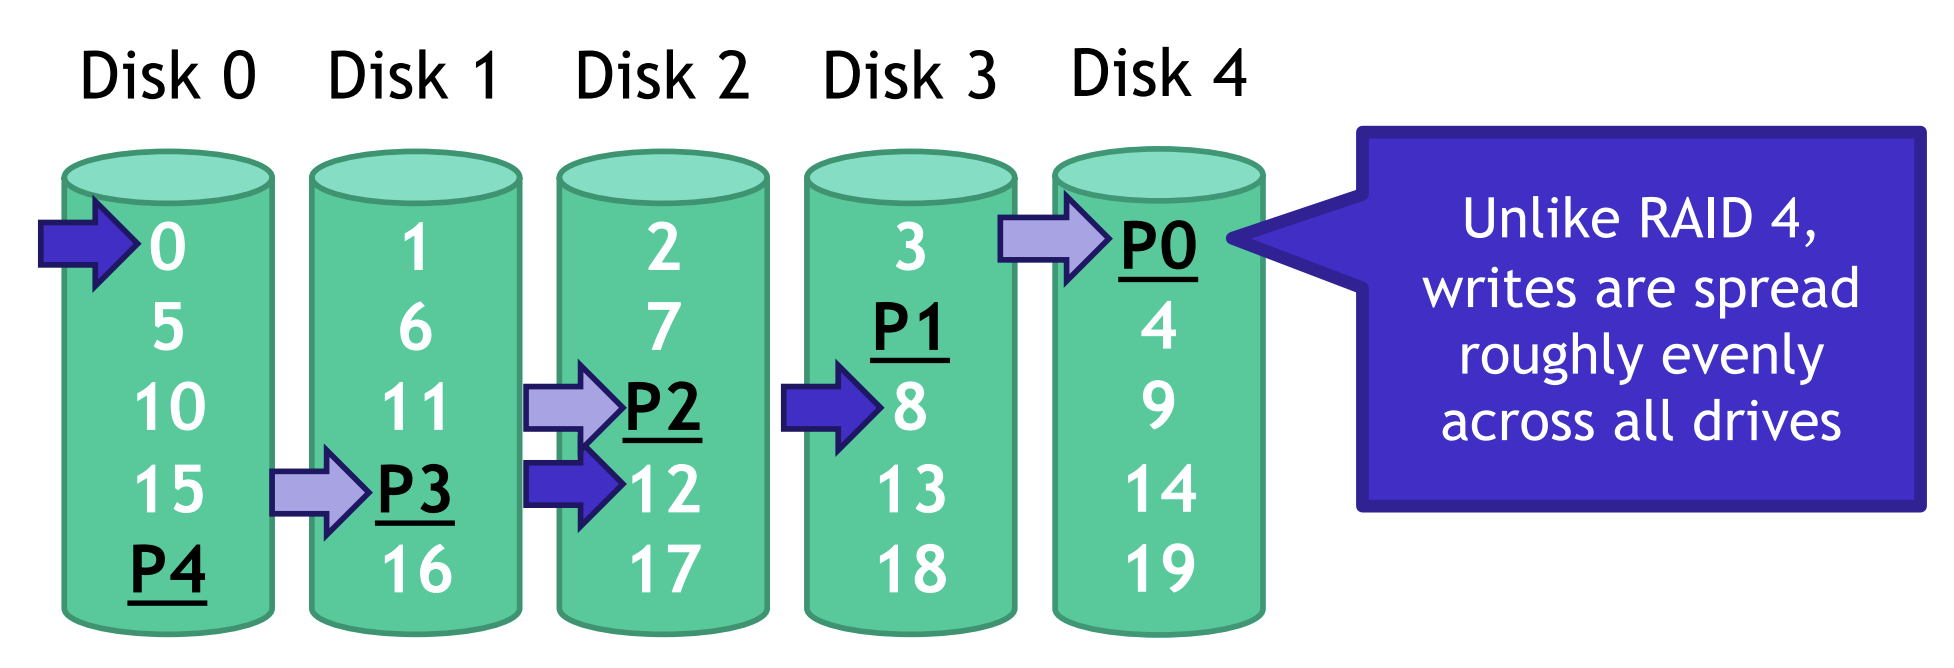 Disk 0 Disk 1 Disk 2 Disk 3 Disk 4
0 1 2 3 P0
5 6 7 P1 4
10 11 P2 8 9
15 P3 12 13 14
P4 16 17 18 19
Unlike RAID 4,
writes are spread
roughly evenly
across all drives